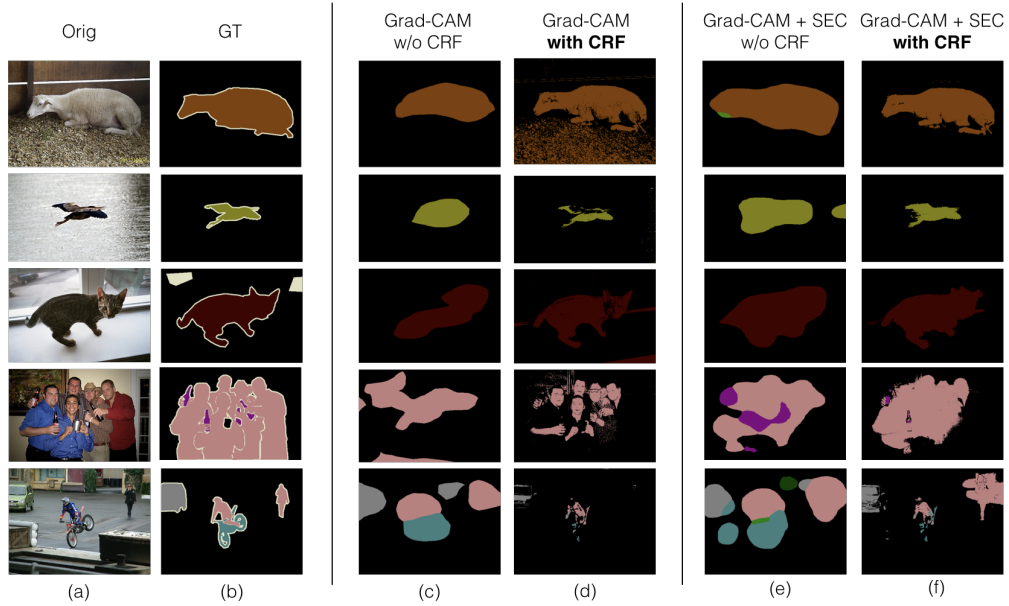 Orig
GT
Grad-CAM
w/o CRF
Grad-CAM
with CRF
Grad-CAM + SEC
w/o CRF
Grad-CAM + SEC
with CRF
(a)
(b)
(c)
(d)
(e)
(f)